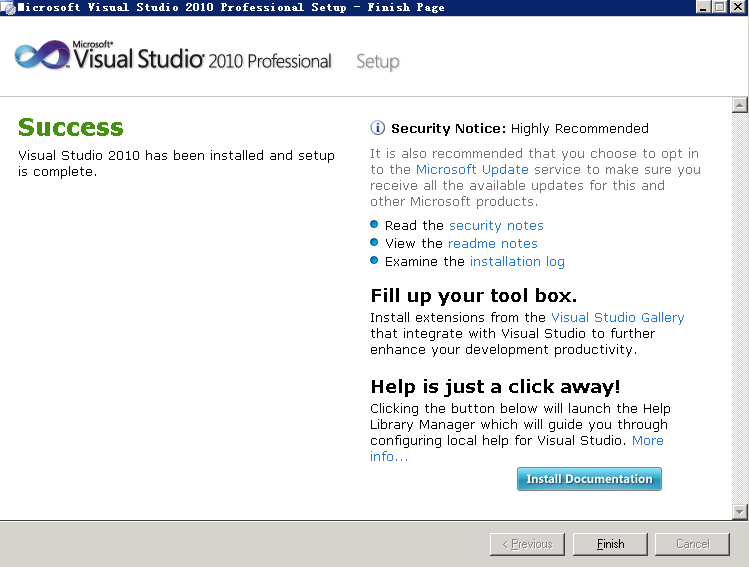 Microsoft Visual Studio 2010 Professional Setup - Finish Page
Microsoft®
Visual Studio® 2010 Professional Setup
Success
Visual Studio 2010 has been installed and setup
is complete.
Security Notice: Highly Recommended
It is also recommended that you choose to opt in
to the Microsoft Update service to make sure you
receive all the available updates for this and
other Microsoft products.
Read the security notes
View the readme notes
Examine the installation log
Fill up your tool box.
Install extensions from the Visual Studio Gallery
that integrate with Visual Studio to further
enhance your development productivity.
Help is just a click away!
Clicking the button below will launch the Help
Library Manager which will guide you through
configuring local help for Visual Studio. More
info...
Install Documentation
< Previous
Finish
Cancel